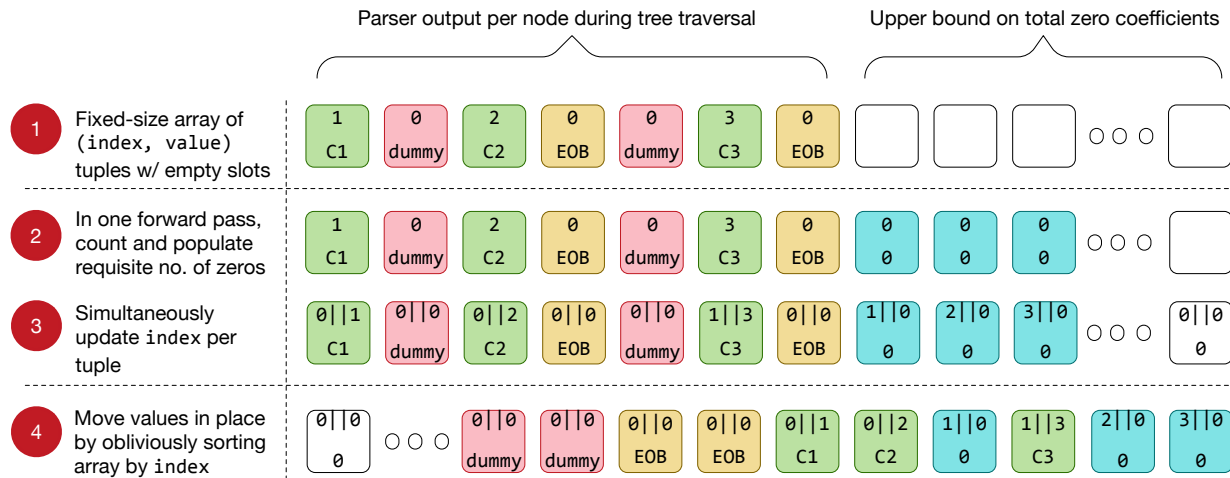 Parser output per node during tree traversal
Upper bound on total zero coefficients
1
Fixed-size array of
(index, value)
tuples w/ empty slots
1 0 2 0 0 3 0
C1 dummy C2 EOB dummy C3 EOB
2
In one forward pass,
count and populate
requisite no. of zeros
1 0 2 0 0 3 0 0 0 0
C1 dummy C2 EOB dummy C3 EOB 0 0 0
3
Simultaneously
update index per
tuple
0||1 0||0 0||2 0||0 0||0 1||3 0||0 1||0 2||0 3||0 0||0
C1 dummy C2 EOB dummy C3 EOB 0 0 0 0
4
Move values in place
by obliviously sorting
array by index
0||0 0||0 0||0 0||0 0||0 0||1 0||2 1||0 1||3 2||0 3||0
0 dummy dummy EOB EOB C1 C2 0 C3 0 0